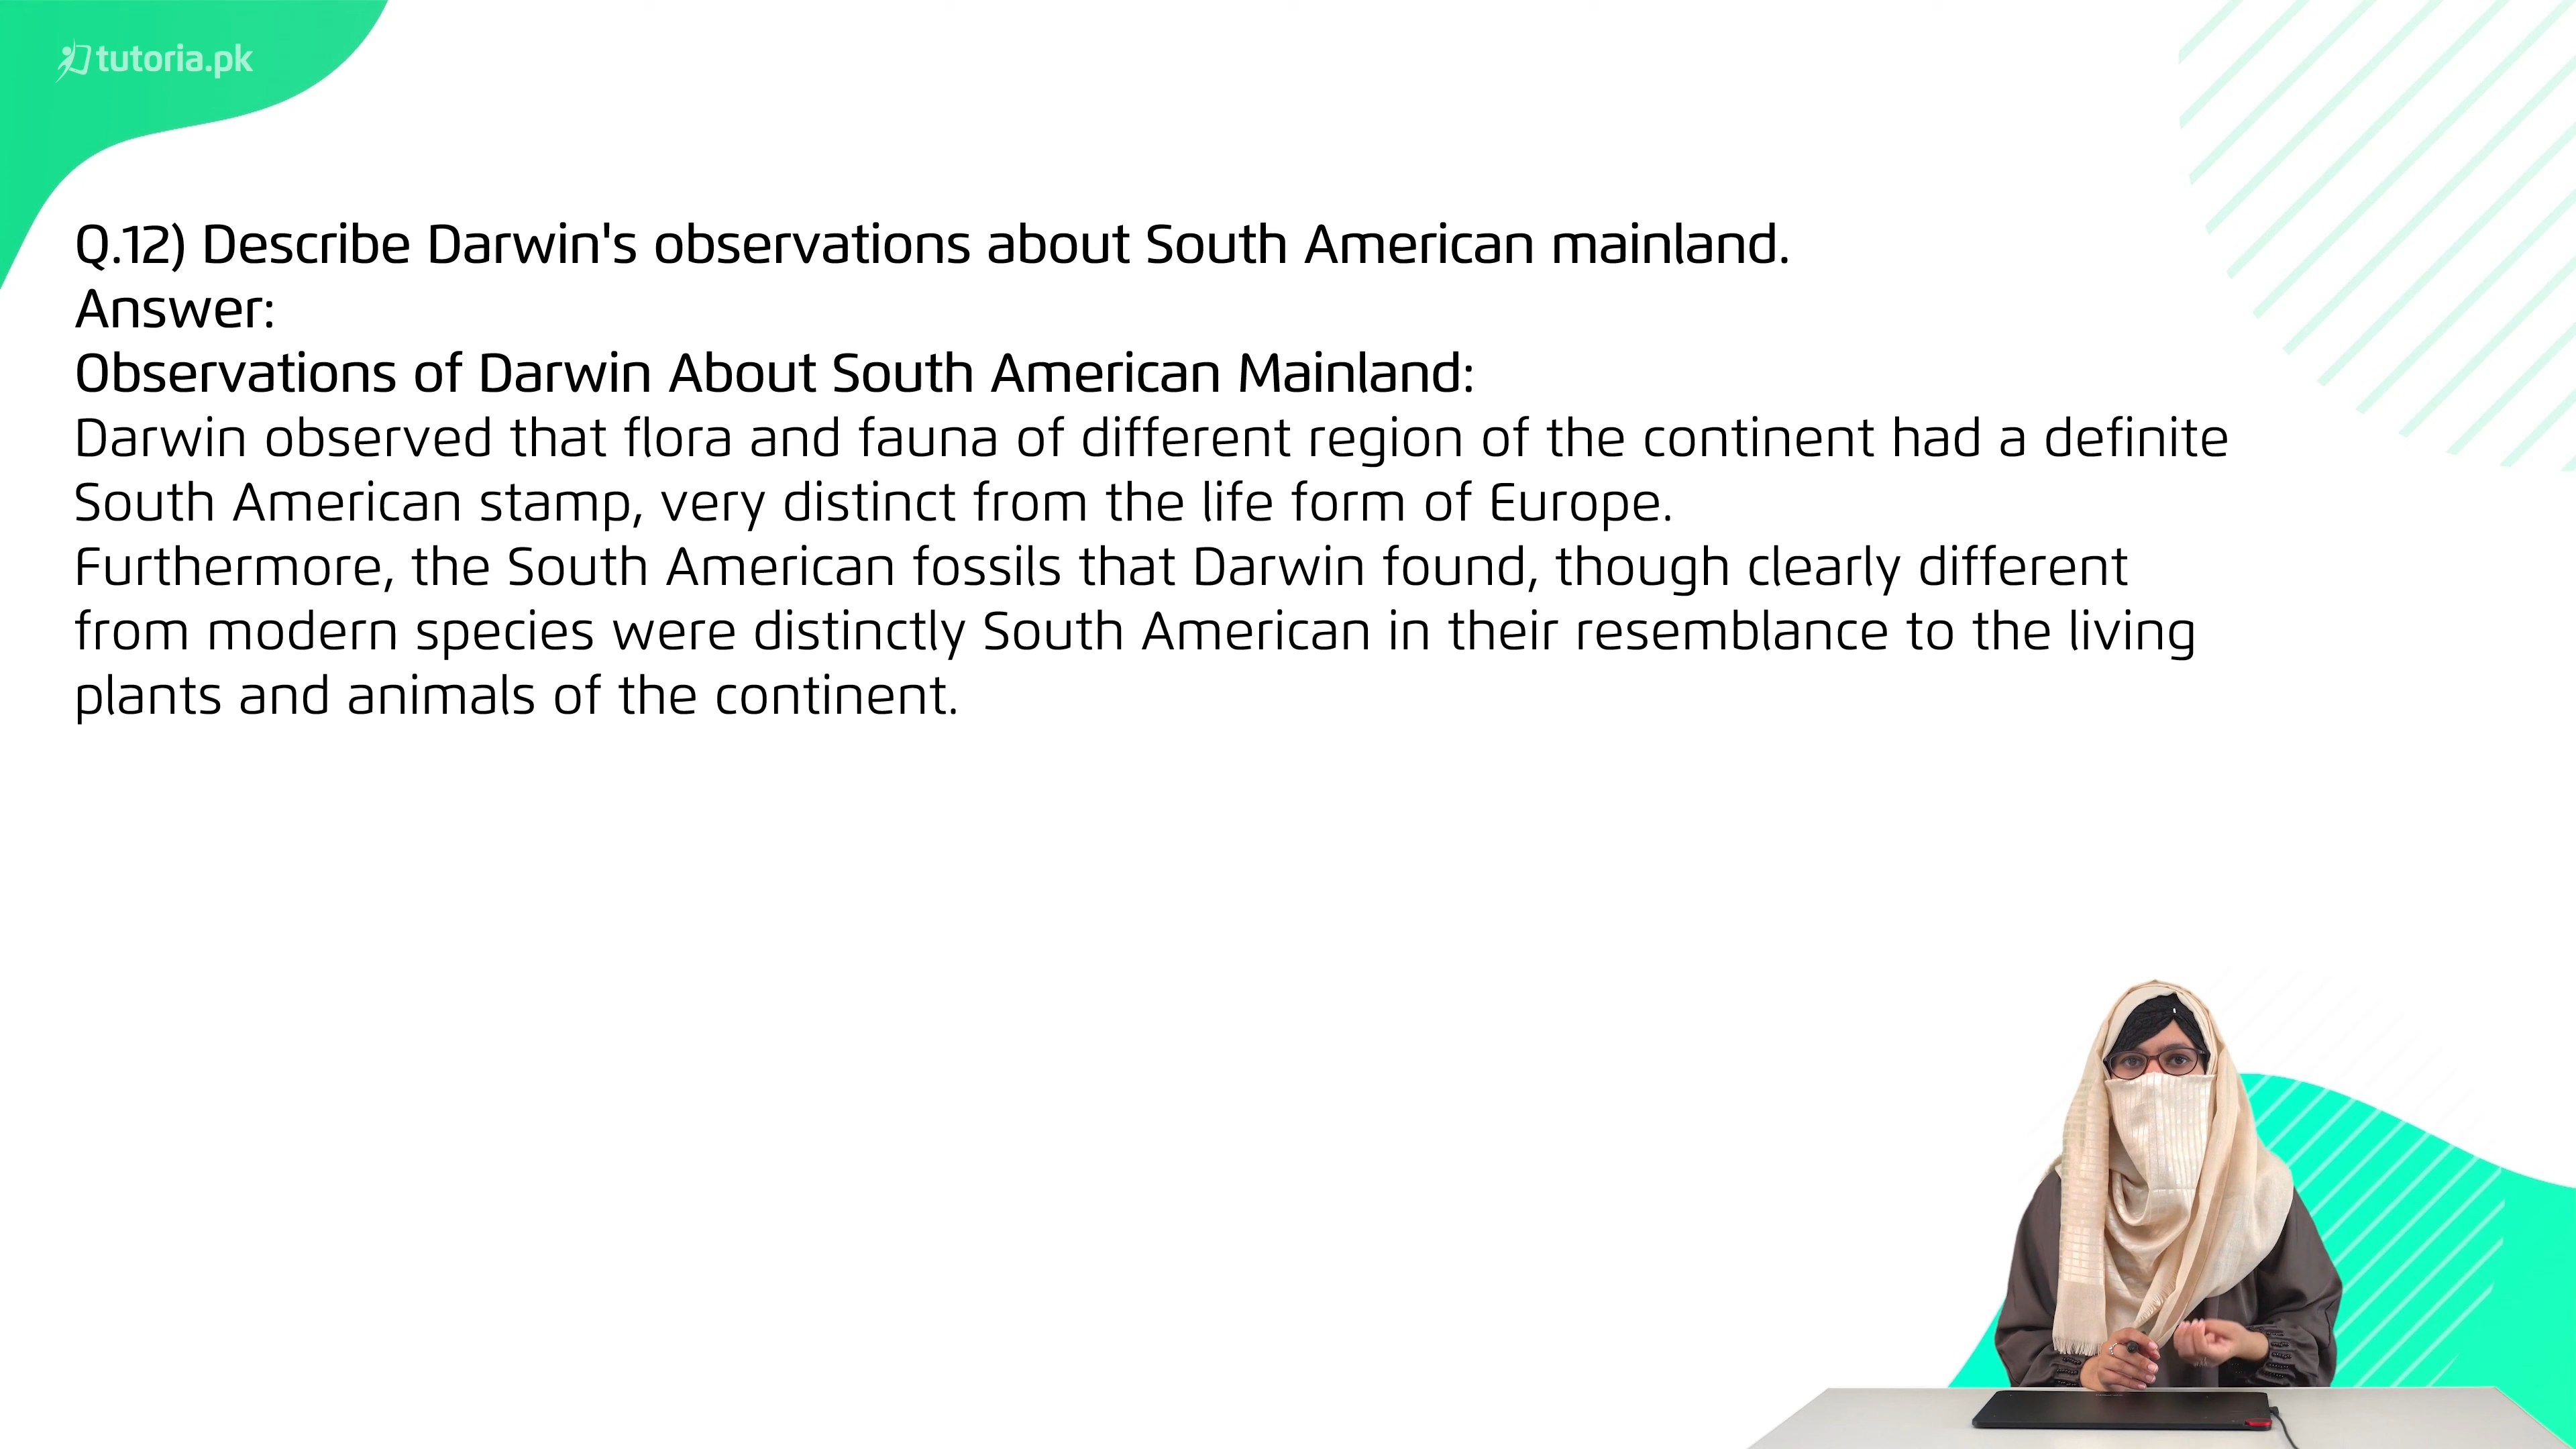 tutoria.pk
Q.12) Describe Darwin's observations about South American mainland.
Answer:
Observations of Darwin About South American Mainland:
Darwin observed that flora and fauna of different region of the continent had a definite
South American stamp, very distinct from the life form of Europe.
Furthermore, the South American fossils that Darwin found, though clearly different
from modern species were distinctly South American in their resemblance to the living
plants and animals of the continent.